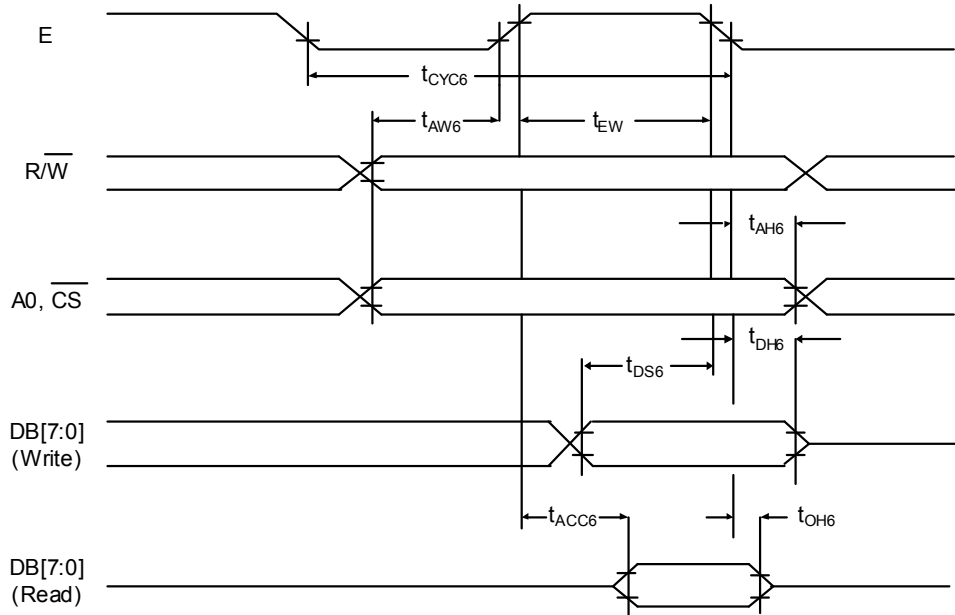 E
tCYC6
tAW6
tEW
R/W
tAH6
A0, CS
tDH6
tDS6
DB[7:0]
(Write)
tACC6
tOH6
DB[7:0]
(Read)